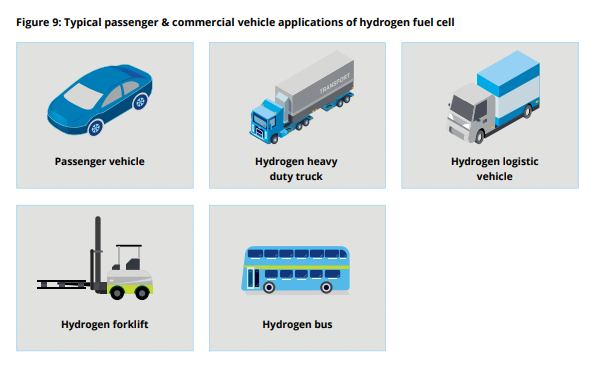 Figure 9: Typical passenger & commercial vehicle applications of hydrogen fuel cell
TRANSPORT
Passenger vehicle
Hydrogen heavy
duty truck
Hydrogen logistic
vehicle
Hydrogen forklift
Hydrogen bus